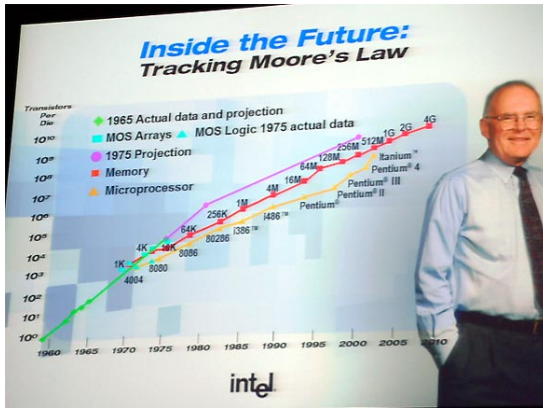 Inside the Future:
Tracking Moore's Law
Transistors
Per
Die
1965 Actual data and projection
MOS Arrays MOS Logic 1975 actual data
1975 Projection
Memory
Microprocessor
10¹⁰
10⁹
10⁸
10⁷
10⁶
10⁵
10⁴
10³
10²
10¹
10⁰
1K
4K
16K
64K
256K
1M
4M
16M
64M
128M
256M
512M
1G
2G
4G
4004
8080
8086
80286
i386™
i486™
Pentium®
Pentium® II
Pentium® III
Pentium® 4
Itanium™
1960 1965 1970 1975 1980 1985 1990 1995 2000 2005 2010
intel